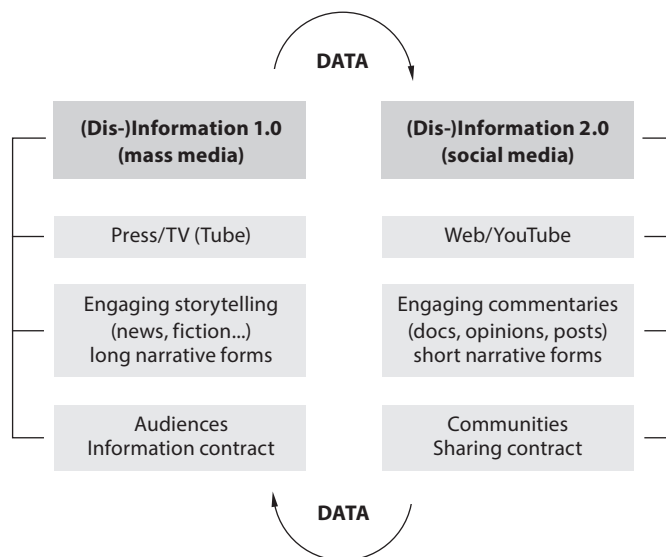 DATA
(Dis-)Information 1.0
(mass media)
(Dis-)Information 2.0
(social media)
Press/TV (Tube)
Web/YouTube
Engaging storytelling
(news, fiction...)
long narrative forms
Engaging commentaries
(docs, opinions, posts)
short narrative forms
Audiences
Information contract
Communities
Sharing contract
DATA